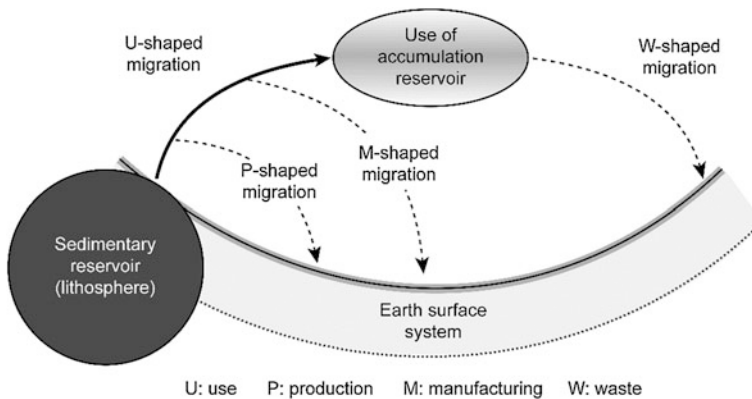 U-shaped
migration
Use of
accumulation
reservoir
W-shaped
migration
P-shaped
migration
M-shaped
migration
Sedimentary
reservoir
(lithosphere)
Earth surface
system
U: use P: production M: manufacturing W: waste